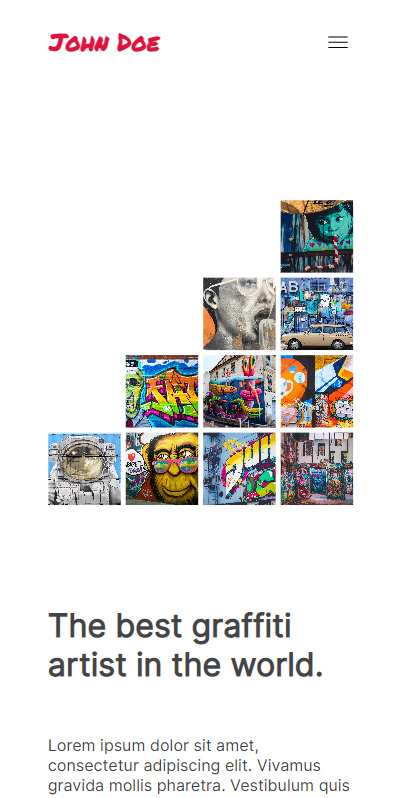 John Doe
The best graffiti
artist in the world.
Lorem ipsum dolor sit amet,
consectetur adipiscing elit. Vivamus
gravida mollis pharetra. Vestibulum quis